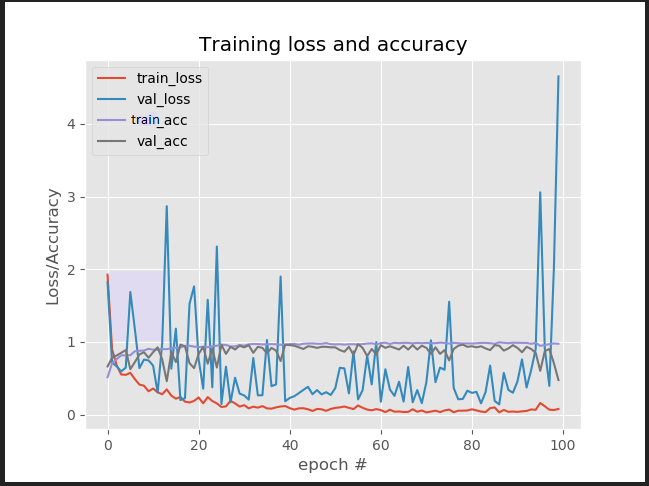 Training loss and accuracy
train_loss
val_loss
train_acc
val_acc
Loss/Accuracy
4
3
2
1
0
0 20 40 60 80 100
epoch #